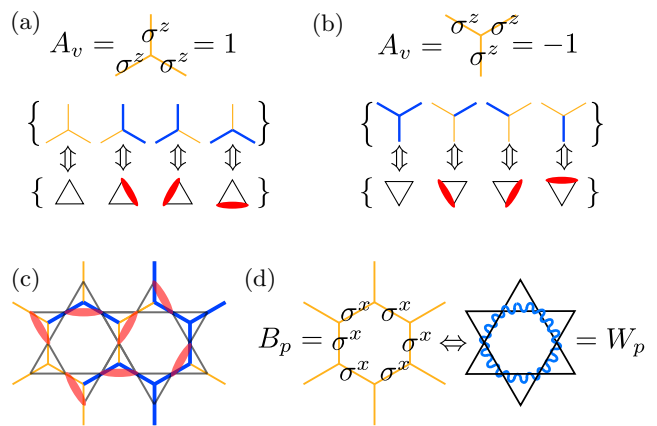 (a)
A_v = σ^z σ^z σ^z = 1
(b)
A_v = σ^z σ^z σ^z = −1
{ }
{ }
{ }
{ }
(c)
(d)
B_p = σ^x σ^x σ^x σ^x σ^x σ^x ⇔ = W_p